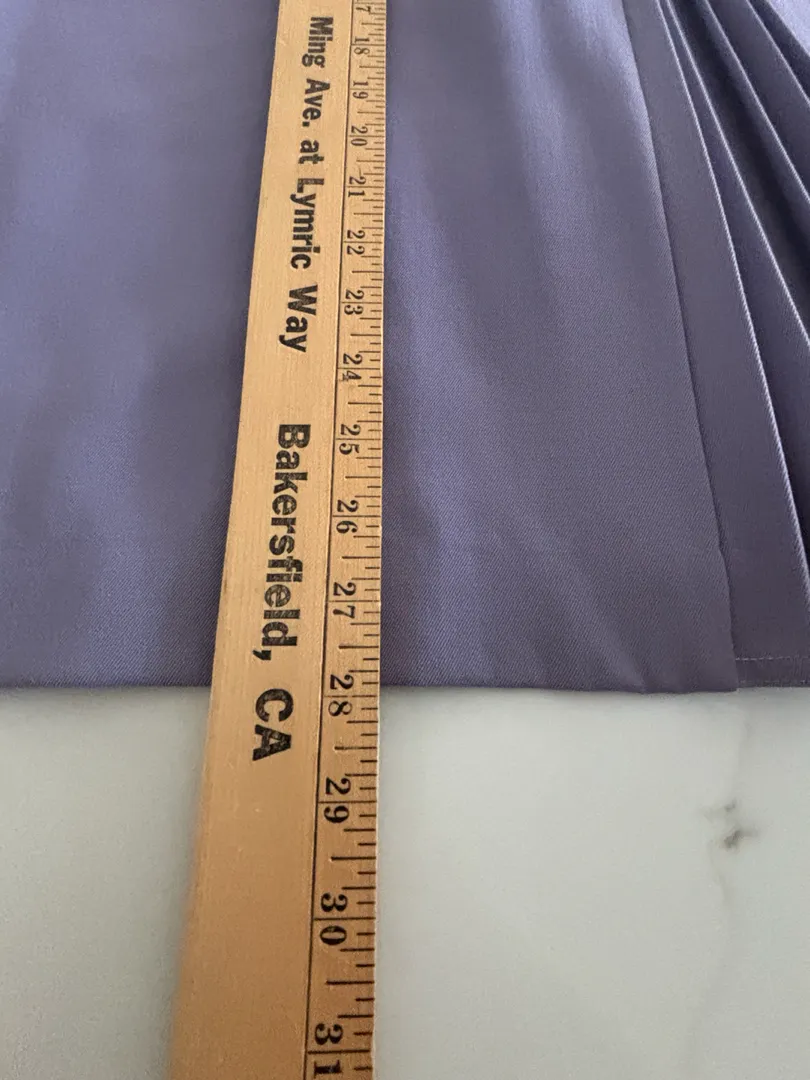 Ming Ave. at Lymric Way Bakersfield, CA
17 18 19 20 21 22 23 24 25 26 27 28 29 30 31